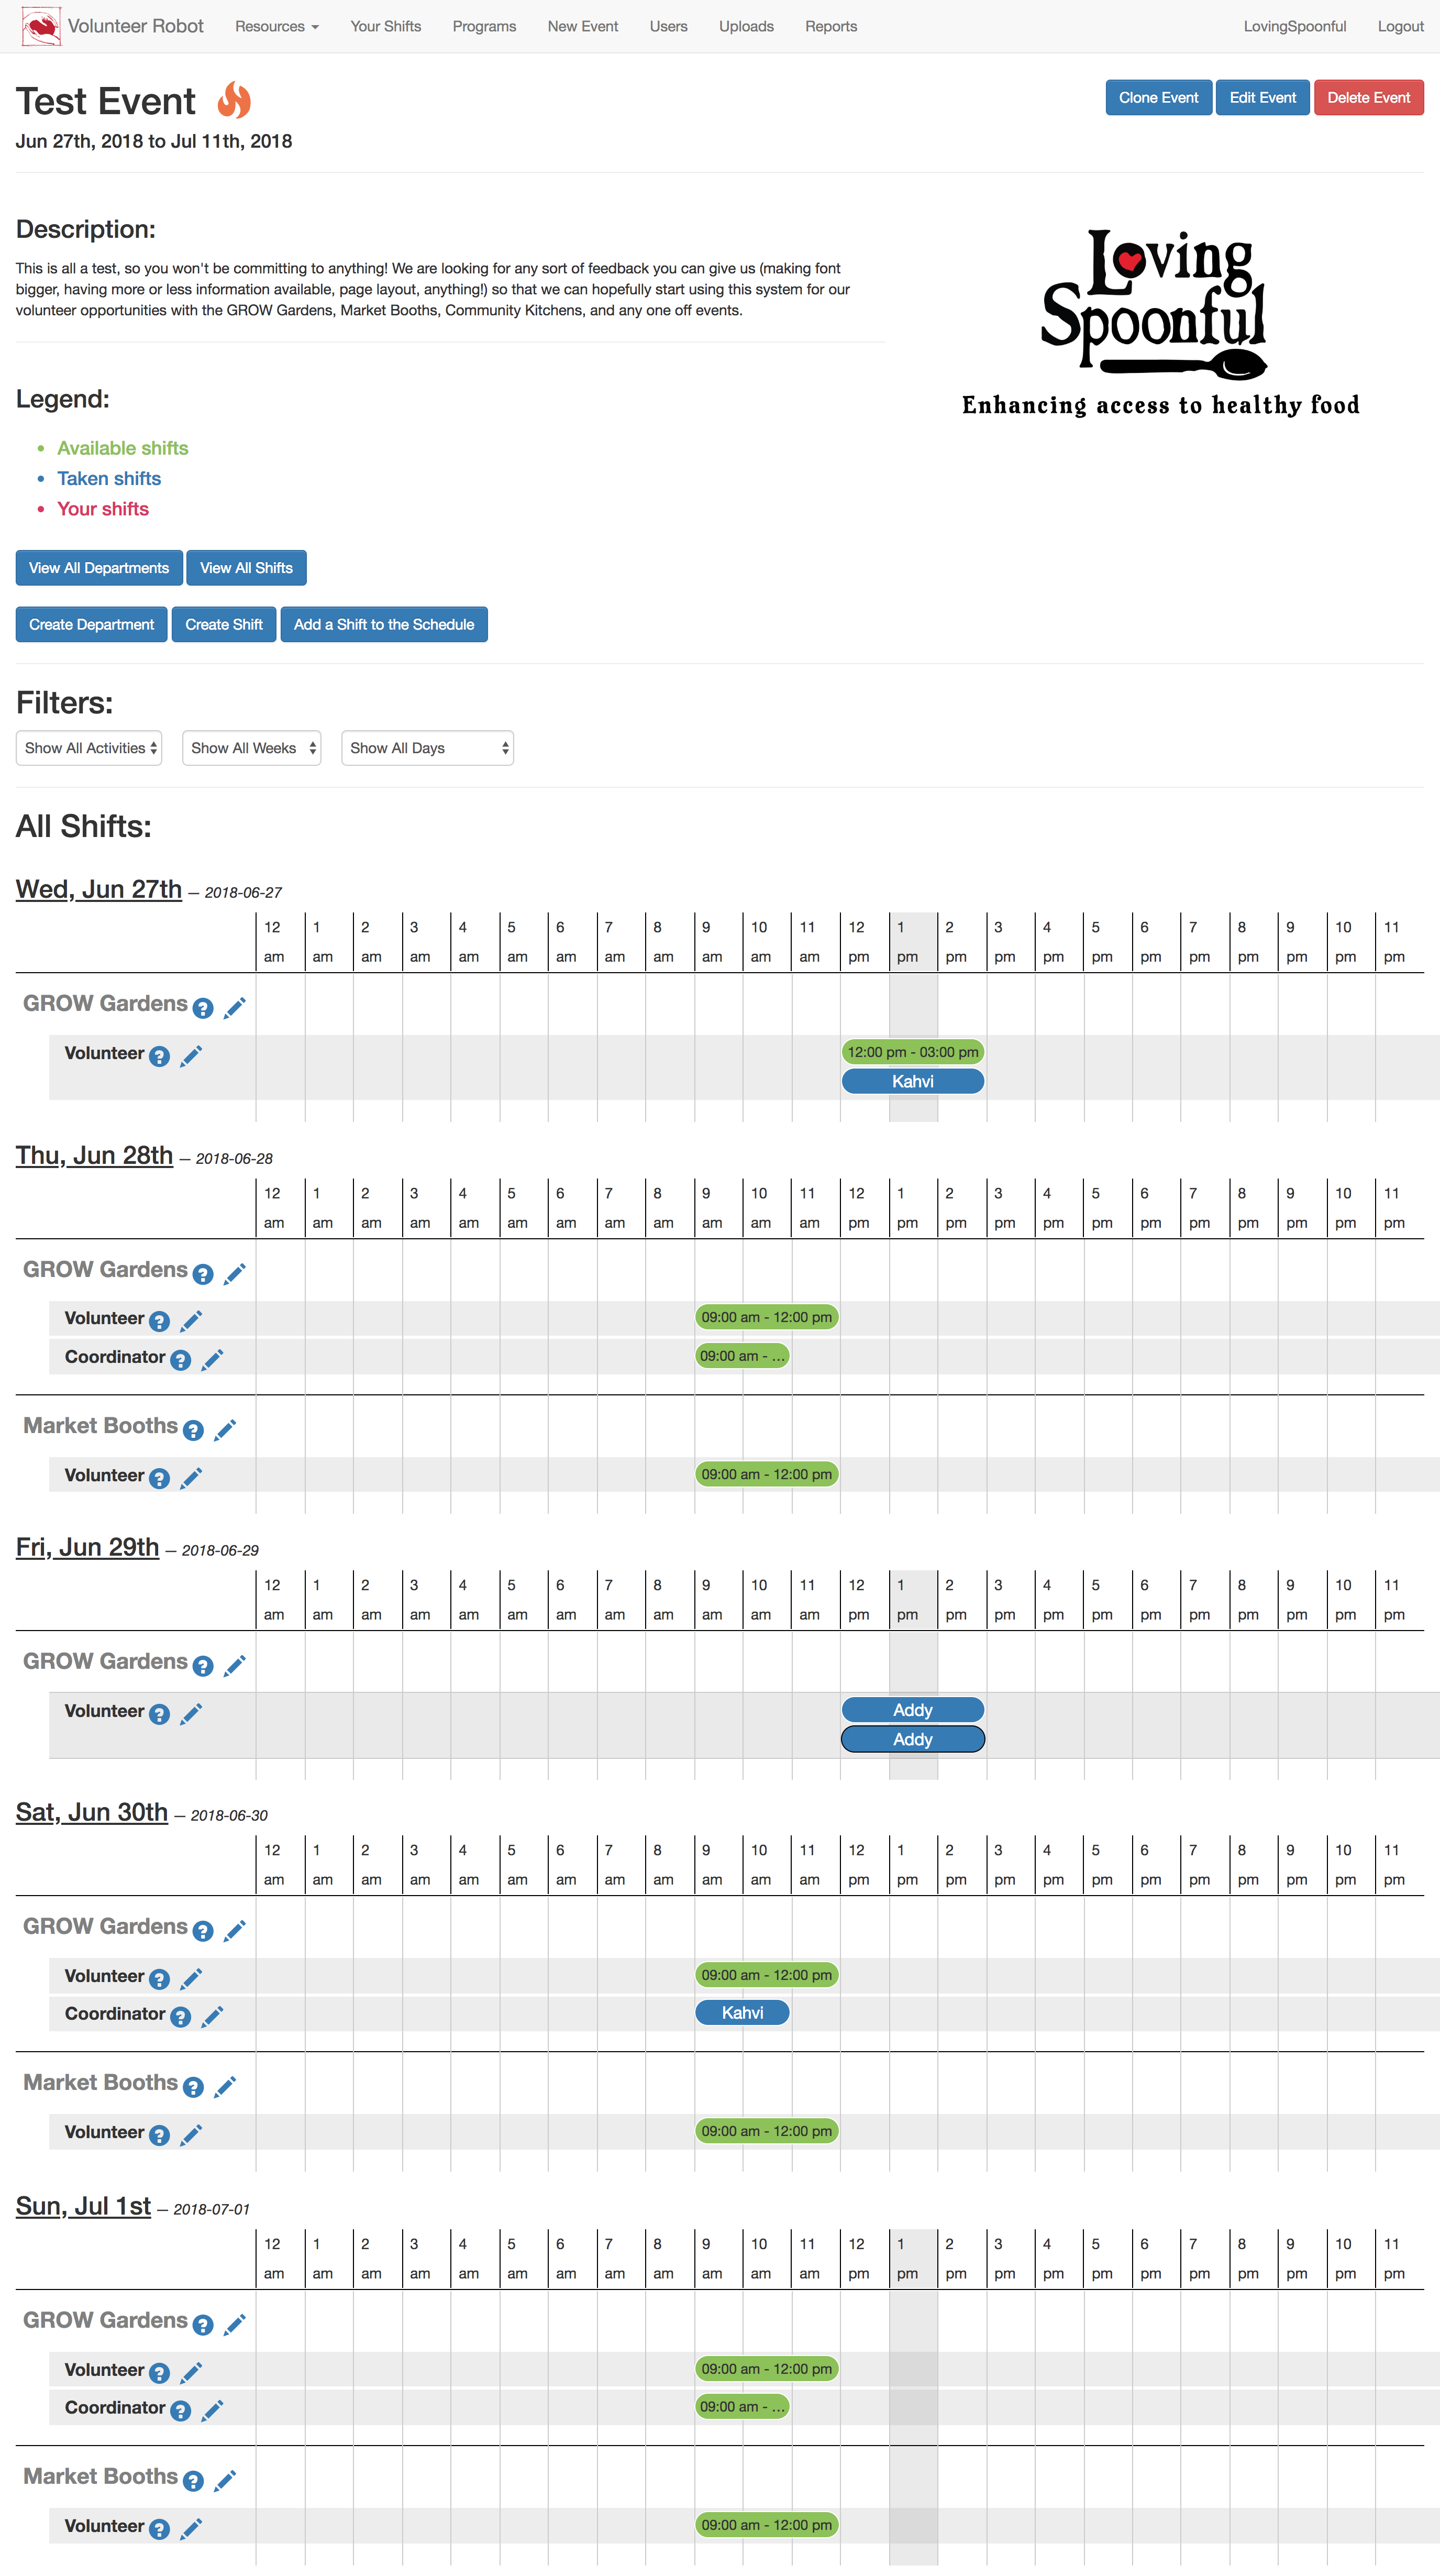 Volunteer Robot Resources Your Shifts Programs New Event Users Uploads Reports LovingSpoonful Logout
Test Event
Clone Event Edit Event Delete Event
Jun 27th, 2018 to Jul 11th, 2018
Description:
This is all a test, so you won't be committing to anything! We are looking for any sort of feedback you can give us (making font
bigger, having more or less information available, page layout, anything!) so that we can hopefully start using this system for our
volunteer opportunities with the GROW Gardens, Market Booths, Community Kitchens, and any one off events.
Loving
Spoonful
Enhancing access to healthy food
Legend:
• Available shifts
• Taken shifts
• Your shifts
View All Departments View All Shifts
Create Department Create Shift Add a Shift to the Schedule
Filters:
Show All Activities Show All Weeks Show All Days
All Shifts:
Wed, Jun 27th — 2018-06-27
12 1 2 3 4 5 6 7 8 9 10 11 12 1 2 3 4 5 6 7 8 9 10 11
am am am am am am am am am am am am pm pm pm pm pm pm pm pm pm pm pm pm
GROW Gardens ?
Volunteer ? 12:00 pm - 03:00 pm
Kahvi
Thu, Jun 28th — 2018-06-28
12 1 2 3 4 5 6 7 8 9 10 11 12 1 2 3 4 5 6 7 8 9 10 11
am am am am am am am am am am am am pm pm pm pm pm pm pm pm pm pm pm pm
GROW Gardens ?
Volunteer ? 09:00 am - 12:00 pm
Coordinator ? 09:00 am - ...
Market Booths ?
Volunteer ? 09:00 am - 12:00 pm
Fri, Jun 29th — 2018-06-29
12 1 2 3 4 5 6 7 8 9 10 11 12 1 2 3 4 5 6 7 8 9 10 11
am am am am am am am am am am am am pm pm pm pm pm pm pm pm pm pm pm pm
GROW Gardens ?
Volunteer ? Addy
Addy
Sat, Jun 30th — 2018-06-30
12 1 2 3 4 5 6 7 8 9 10 11 12 1 2 3 4 5 6 7 8 9 10 11
am am am am am am am am am am am am pm pm pm pm pm pm pm pm pm pm pm pm
GROW Gardens ?
Volunteer ? 09:00 am - 12:00 pm
Coordinator ? Kahvi
Market Booths ?
Volunteer ? 09:00 am - 12:00 pm
Sun, Jul 1st — 2018-07-01
12 1 2 3 4 5 6 7 8 9 10 11 12 1 2 3 4 5 6 7 8 9 10 11
am am am am am am am am am am am am pm pm pm pm pm pm pm pm pm pm pm pm
GROW Gardens ?
Volunteer ? 09:00 am - 12:00 pm
Coordinator ? 09:00 am - ...
Market Booths ?
Volunteer ? 09:00 am - 12:00 pm